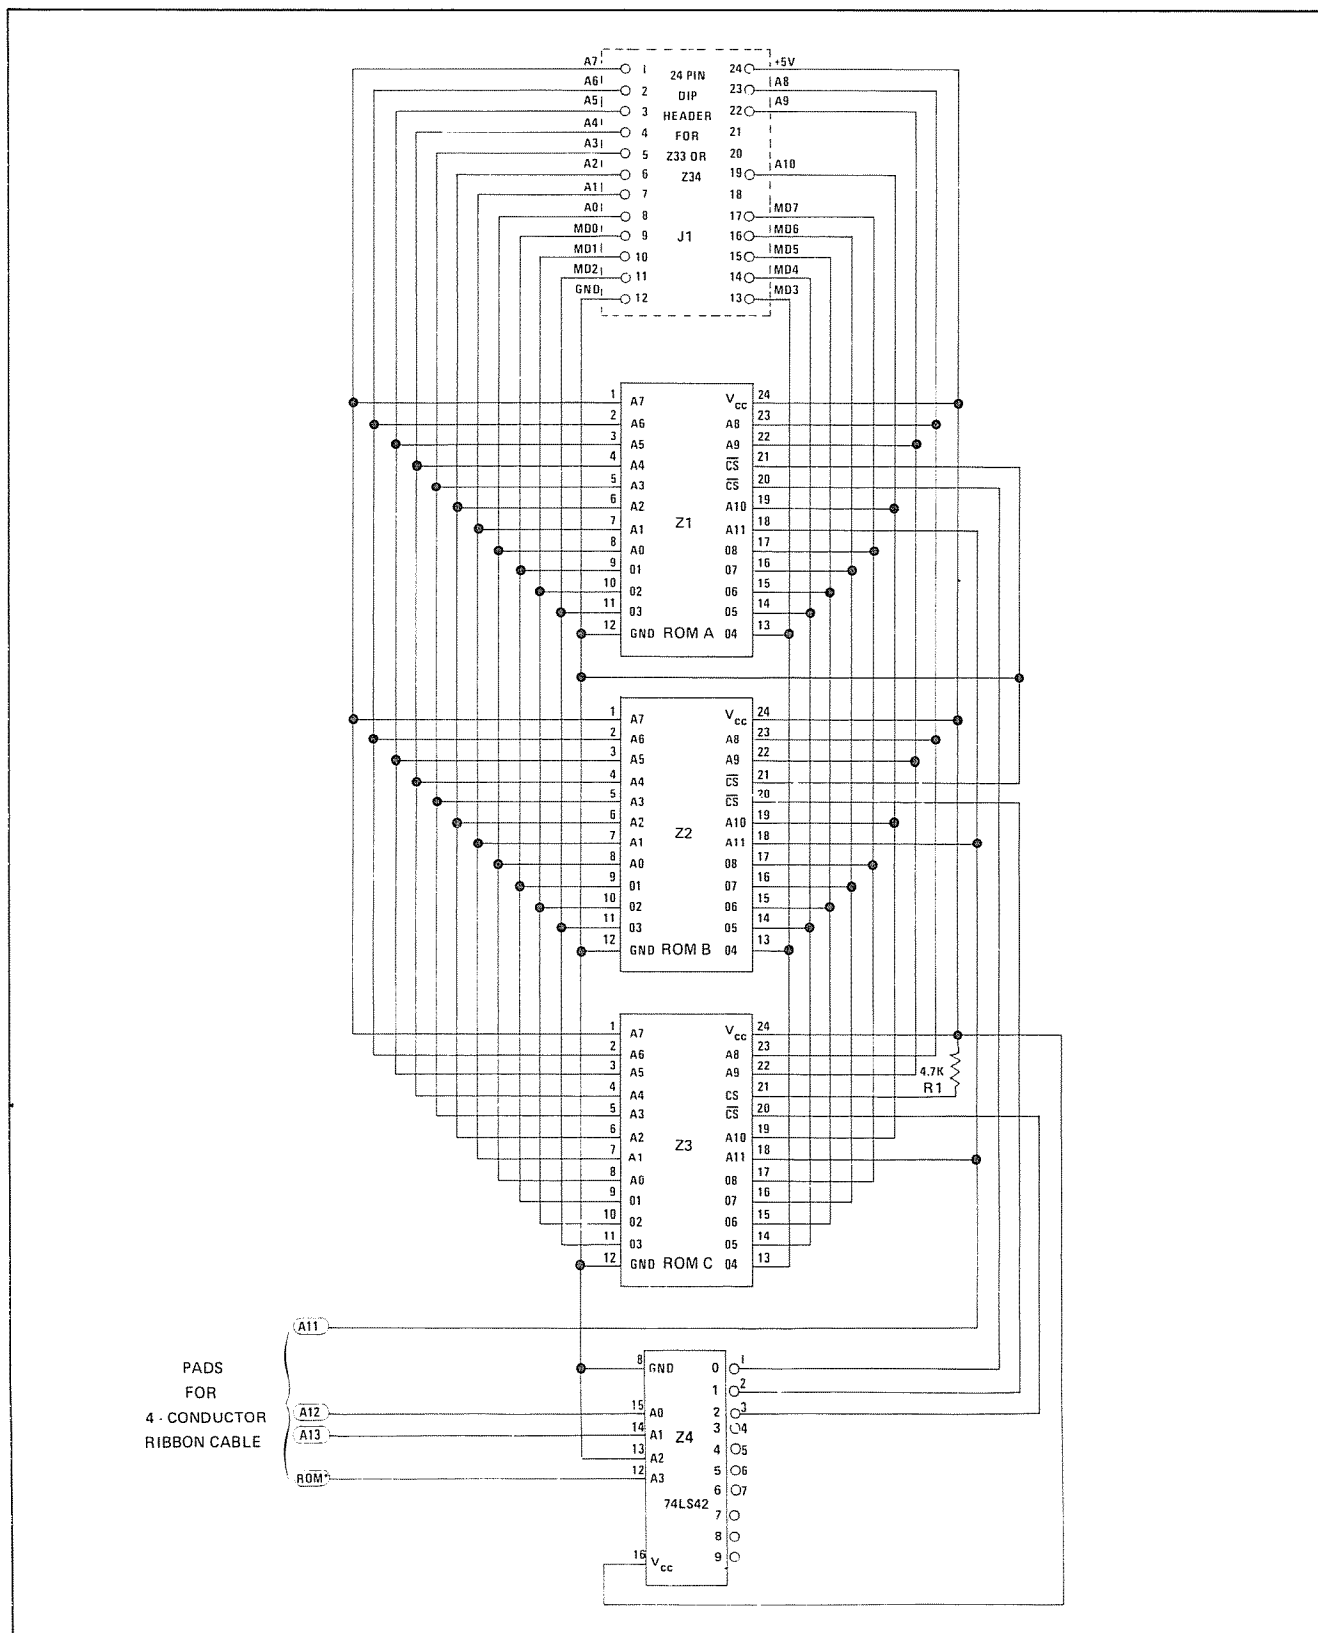 A7 1 24 PIN 24 +5V
A6 2 DIP 23 A8
A5 3 HEADER 22 A9
A4 4 FOR 21
A3 5 Z33 OR 20
A2 6 Z34 19 A10
A1 7 18
A0 8 17 MD7
MD0 9 J1 16 MD6
MD1 10 15 MD5
MD2 11 14 MD4
GND 12 13 MD3
1 A7 Vcc 24
2 A6 A8 23
3 A5 A9 22
4 A4 C̅S̅ 21
5 A3 C̅S̅ 20
6 A2 A10 19
Z1
7 A1 A11 18
8 A0 08 17
9 01 07 16
10 02 06 15
11 03 05 14
12 GND ROM A 04 13
1 A7 Vcc 24
2 A6 A8 23
3 A5 A9 22
4 A4 C̅S̅ 21
5 A3 C̅S̅ 20
6 A2 A10 19
Z2
7 A1 A11 18
8 A0 08 17
9 01 07 16
10 02 06 15
11 03 05 14
12 GND ROM B 04 13
1 A7 Vcc 24
2 A6 A8 23
3 A5 A9 22
4.7K
R1
4 A4 CS 21
5 A3 C̅S̅ 20
6 A2 A10 19
Z3
7 A1 A11 18
8 A0 08 17
9 01 07 16
10 02 06 15
11 03 05 14
12 GND ROM C 04 13
A11
PADS
FOR
4 - CONDUCTOR
RIBBON CABLE
A12
A13
ROM*
8 GND 0 1
1 2
15 A0 2 3
14 A1 Z4 3 4
13 A2 4 5
12 A3 5 6
6 7
74LS42
7
8
16 Vcc 9